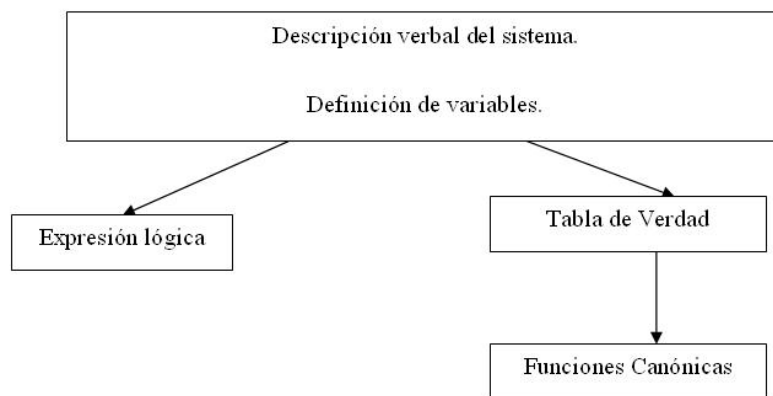 Descripción verbal del sistema.
Definición de variables.
Expresión lógica
Tabla de Verdad
Funciones Canónicas